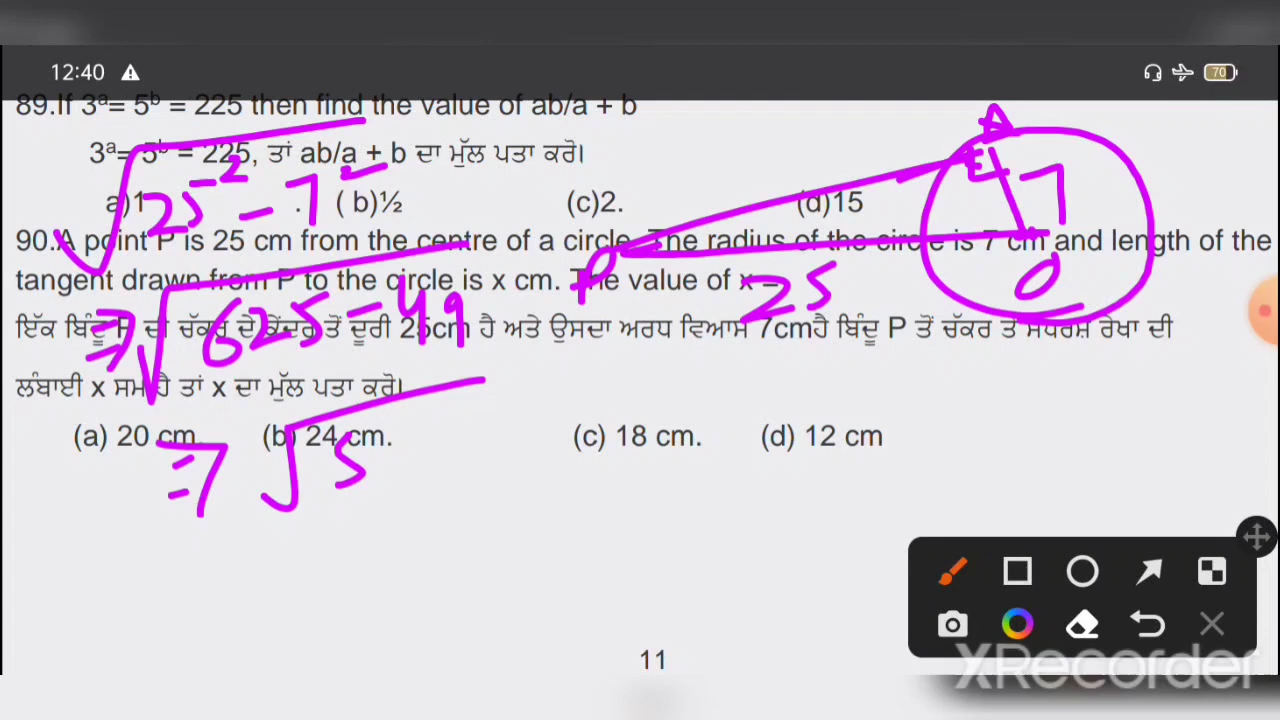 12:40
70
89.If 3ᵃ= 5ᵇ = 225 then find the value of ab/a + b
3ᵃ= 5ᵇ = 225, ਤਾਂ ab/a + b ਦਾ ਮੁੱਲ ਪਤਾ ਕਰੋ।
a)1 . ( b)½ (c)2. (d)15
√25² - 7²
90.A point P is 25 cm from the centre of a circle. The radius of the circle is 7 cm and length of the
tangent drawn from P to the circle is x cm. The value of x =
ਇੱਕ ਬਿੰਦੂ P ਦਾ ਚੱਕਰ ਦੇ ਕੇਂਦਰ ਤੋਂ ਦੂਰੀ 25cm ਹੈ ਅਤੇ ਉਸਦਾ ਅਰਧ ਵਿਆਸ 7cmਹੈ ਬਿੰਦੂ P ਤੋਂ ਚੱਕਰ ਤੇ ਸਪਰਸ਼ ਰੇਖਾ ਦੀ
ਲੰਬਾਈ x ਸਮ ਹੈ ਤਾਂ x ਦਾ ਮੁੱਲ ਪਤਾ ਕਰੋ।
(a) 20 cm. (b) 24 cm. (c) 18 cm. (d) 12 cm
⇒ √625 - 49
⇒ √5
A
7
P
25
O
11
XRecorder